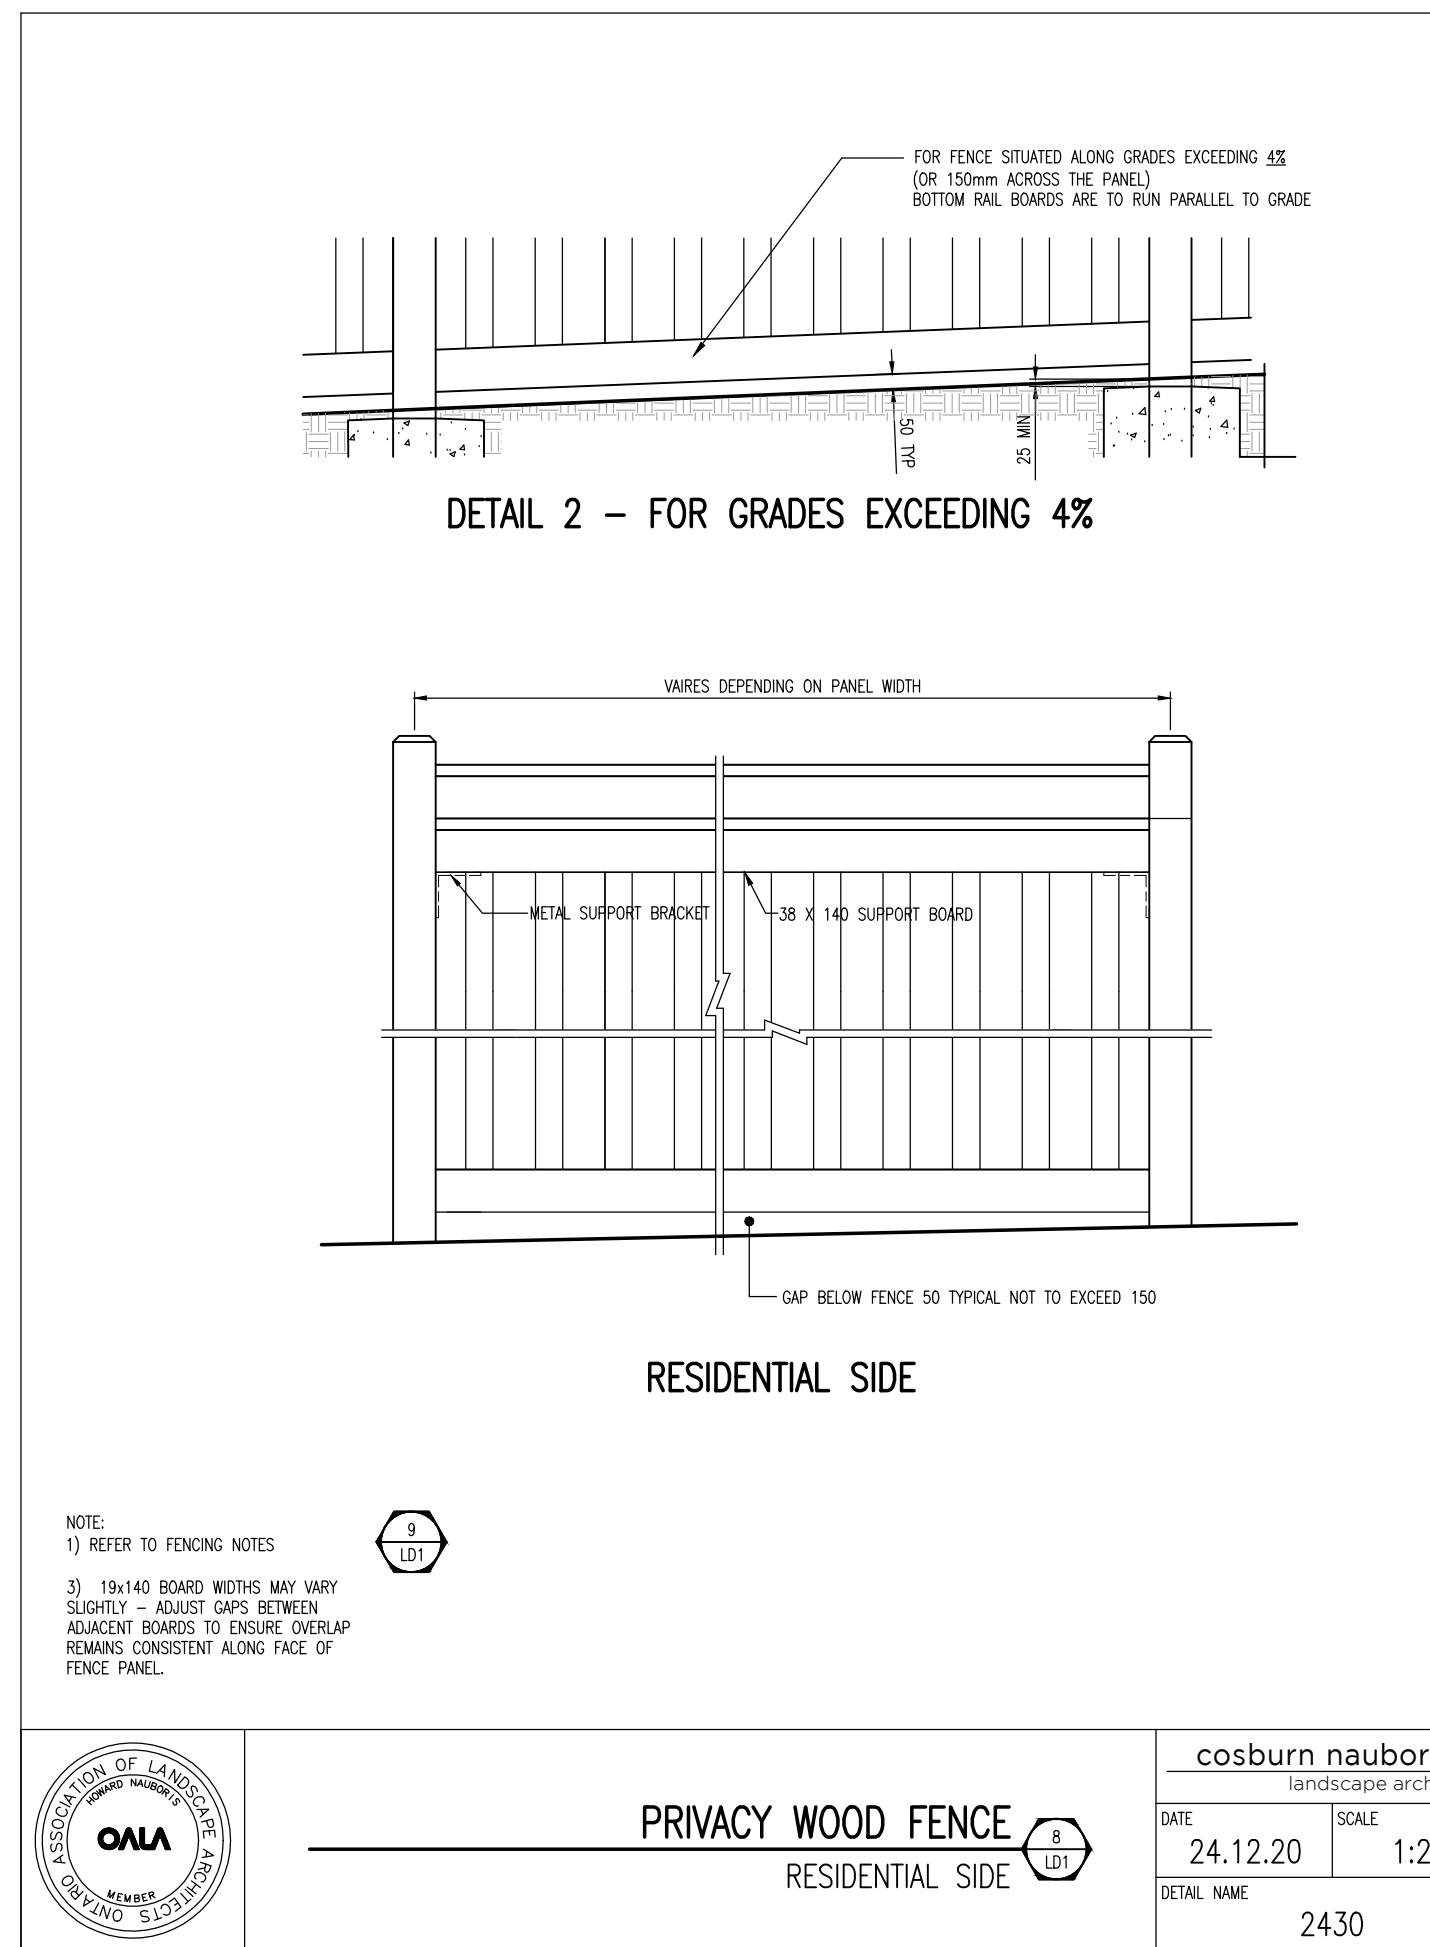 FOR FENCE SITUATED ALONG GRADES EXCEEDING 4%
(OR 150mm ACROSS THE PANEL)
BOTTOM RAIL BOARDS ARE TO RUN PARALLEL TO GRADE
50 TYP
25 MIN
DETAIL 2 – FOR GRADES EXCEEDING 4%
VAIRES DEPENDING ON PANEL WIDTH
METAL SUPPORT BRACKET
38 X 140 SUPPORT BOARD
GAP BELOW FENCE 50 TYPICAL NOT TO EXCEED 150
RESIDENTIAL SIDE
NOTE:
1) REFER TO FENCING NOTES
9
LD1
3) 19x140 BOARD WIDTHS MAY VARY
SLIGHTLY – ADJUST GAPS BETWEEN
ADJACENT BOARDS TO ENSURE OVERLAP
REMAINS CONSISTENT ALONG FACE OF
FENCE PANEL.
ONTARIO ASSOCIATION OF LANDSCAPE ARCHITECTS
HOWARD NAUBORIS
OALA
MEMBER
PRIVACY WOOD FENCE
RESIDENTIAL SIDE
8
LD1
cosburn naubor
landscape arch
DATE
24.12.20
SCALE
1:2
DETAIL NAME
2430